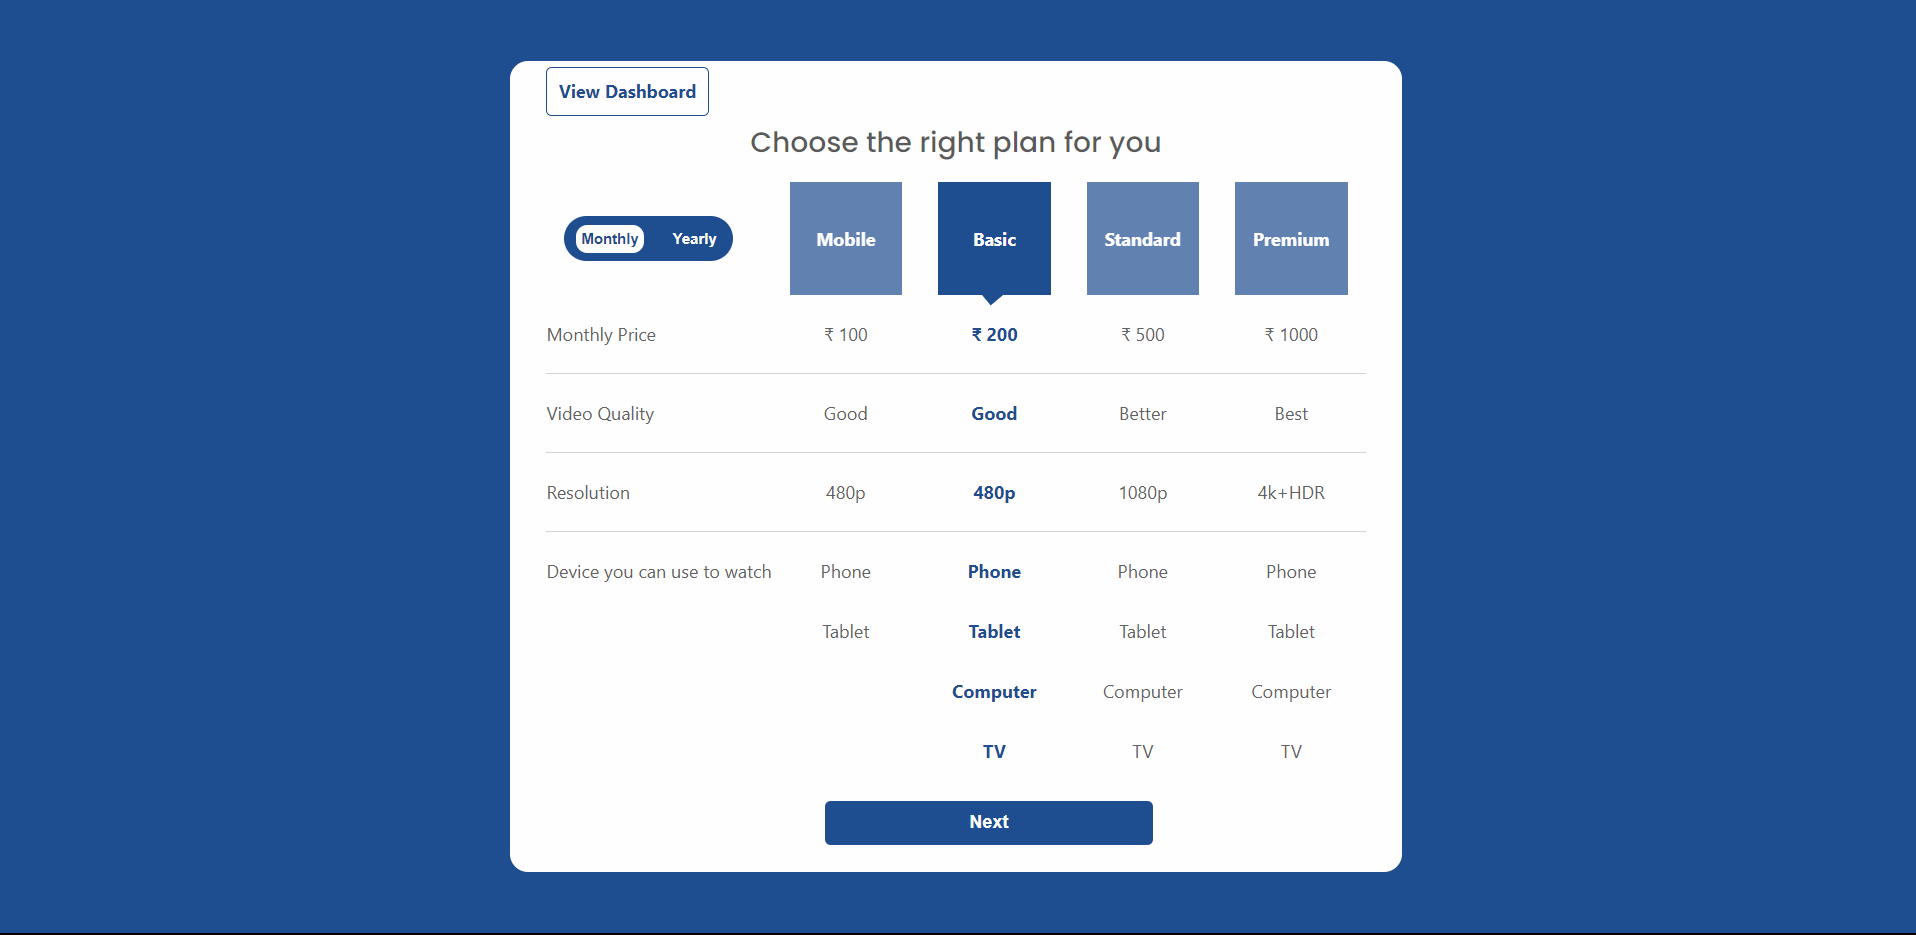 View Dashboard
Choose the right plan for you
Monthly Yearly Mobile Basic Standard Premium
Monthly Price ₹ 100 ₹ 200 ₹ 500 ₹ 1000
Video Quality Good Good Better Best
Resolution 480p 480p 1080p 4k+HDR
Device you can use to watch Phone Phone Phone Phone
Tablet Tablet Tablet Tablet
Computer Computer Computer
TV TV TV
Next